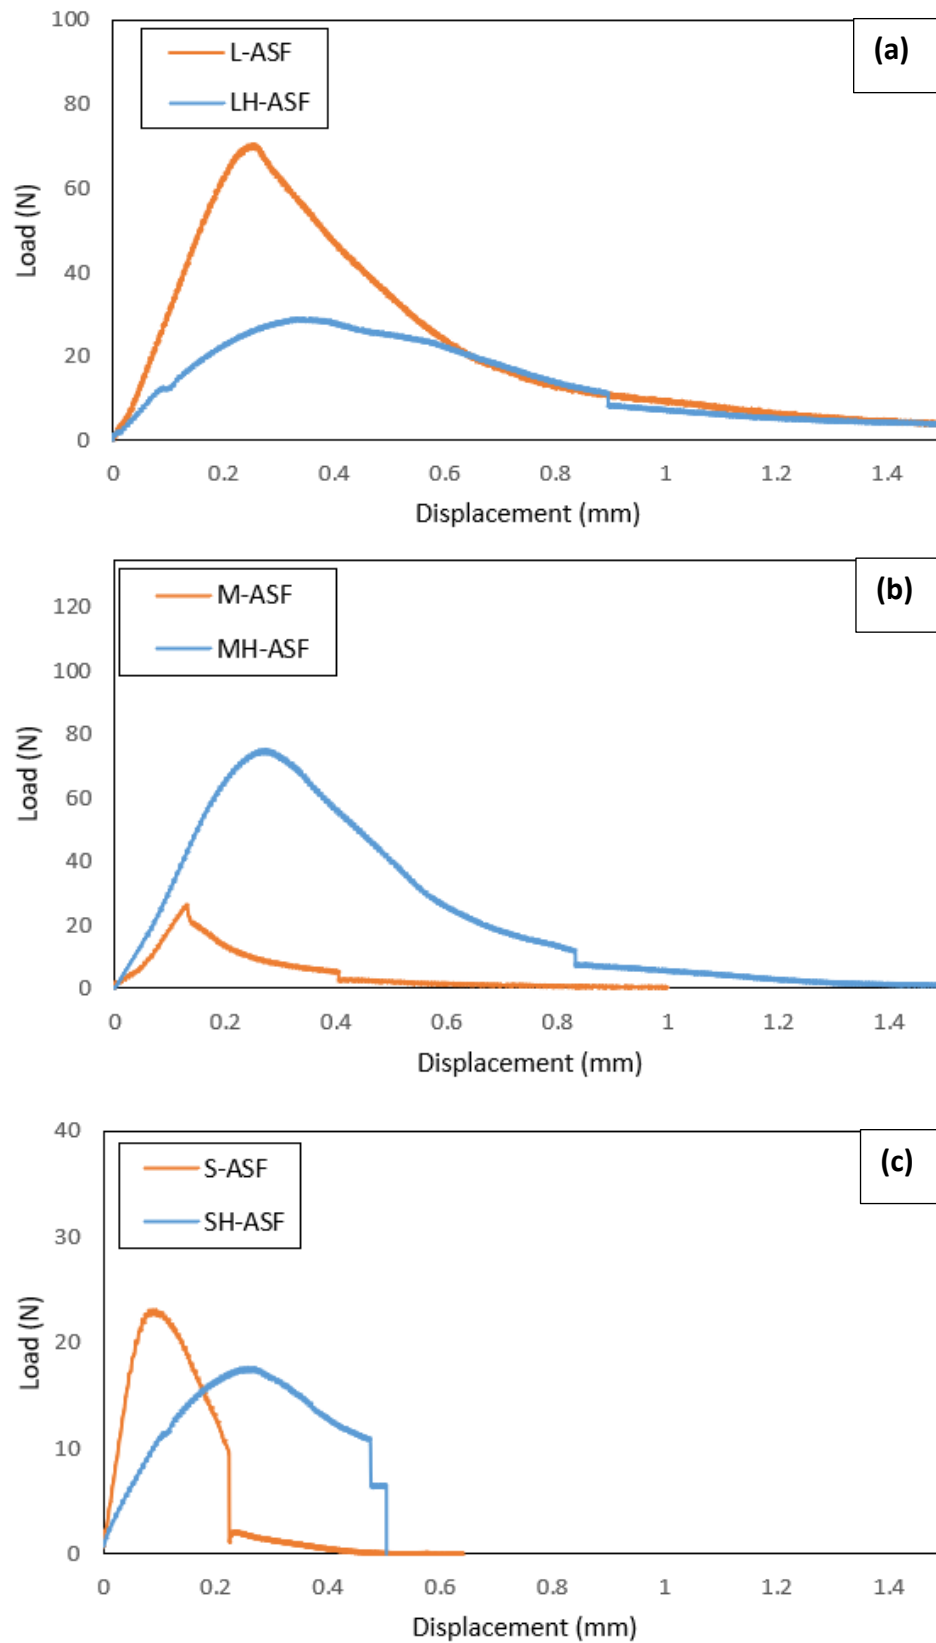 100
(a)
L-ASF
LH-ASF
80
60
40
20
0
Load (N)
0 0.2 0.4 0.6 0.8 1 1.2 1.4
Displacement (mm)
(b)
M-ASF
MH-ASF
120
100
80
60
40
20
0
Load (N)
0 0.2 0.4 0.6 0.8 1 1.2 1.4
Displacement (mm)
40
(c)
S-ASF
SH-ASF
30
20
10
0
Load (N)
0 0.2 0.4 0.6 0.8 1 1.2 1.4
Displacement (mm)